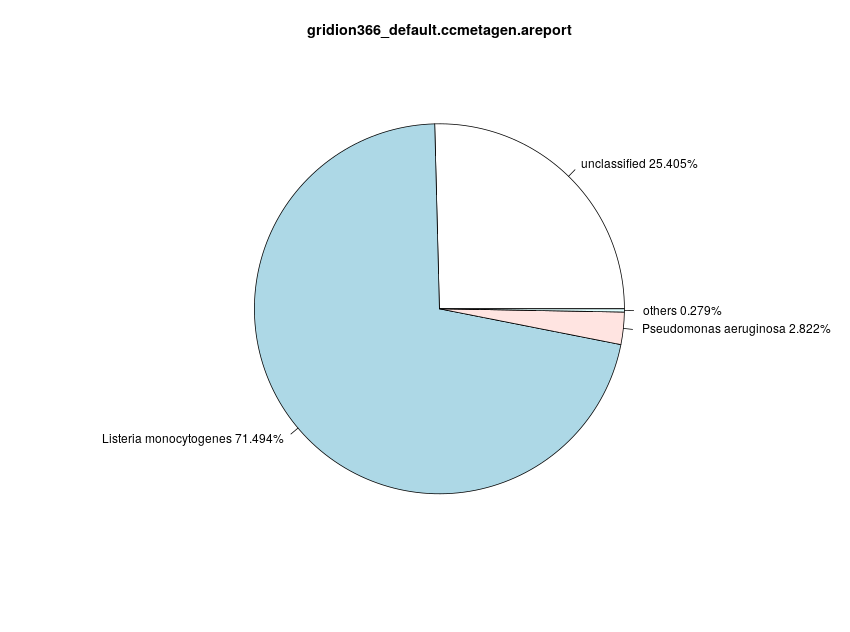 gridion366_default.ccmetagen.areport
unclassified 25.405%
others 0.279%
Pseudomonas aeruginosa 2.822%
Listeria monocytogenes 71.494%